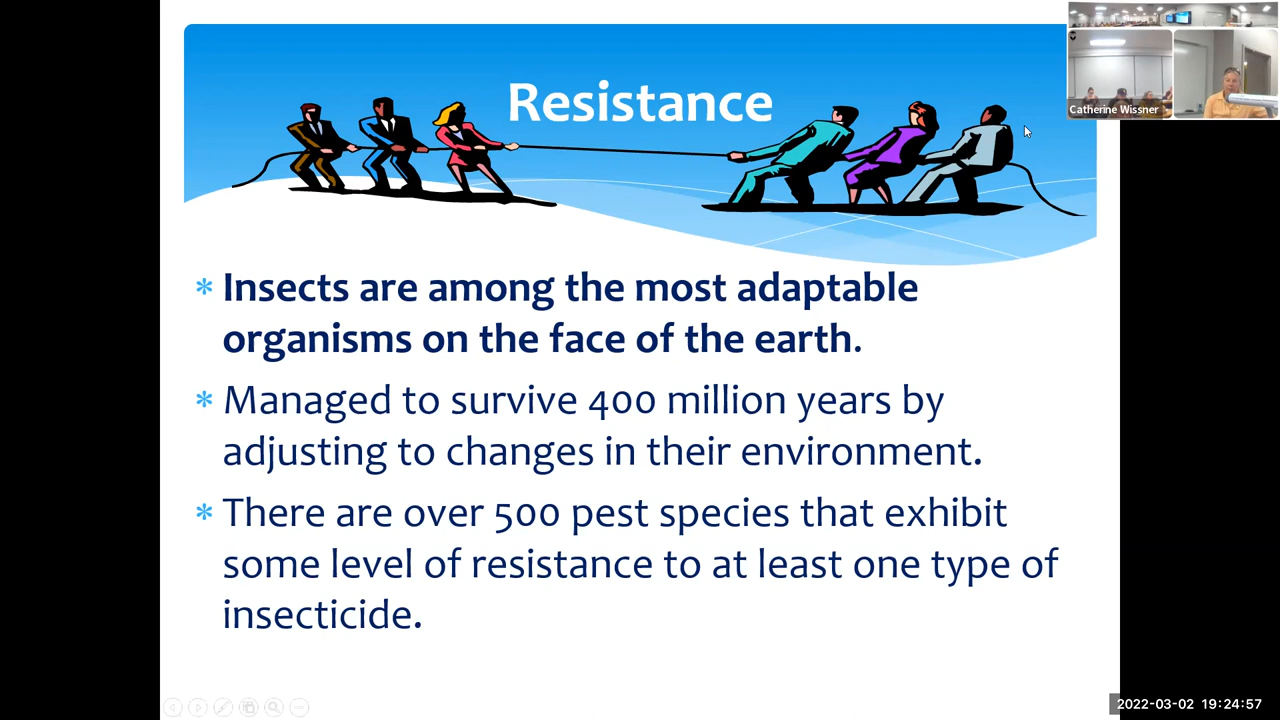 Resistance
Catherine Wissner
* Insects are among the most adaptable
organisms on the face of the earth.
* Managed to survive 400 million years by
adjusting to changes in their environment.
* There are over 500 pest species that exhibit
some level of resistance to at least one type of
insecticide.
2022-03-02 19:24:57